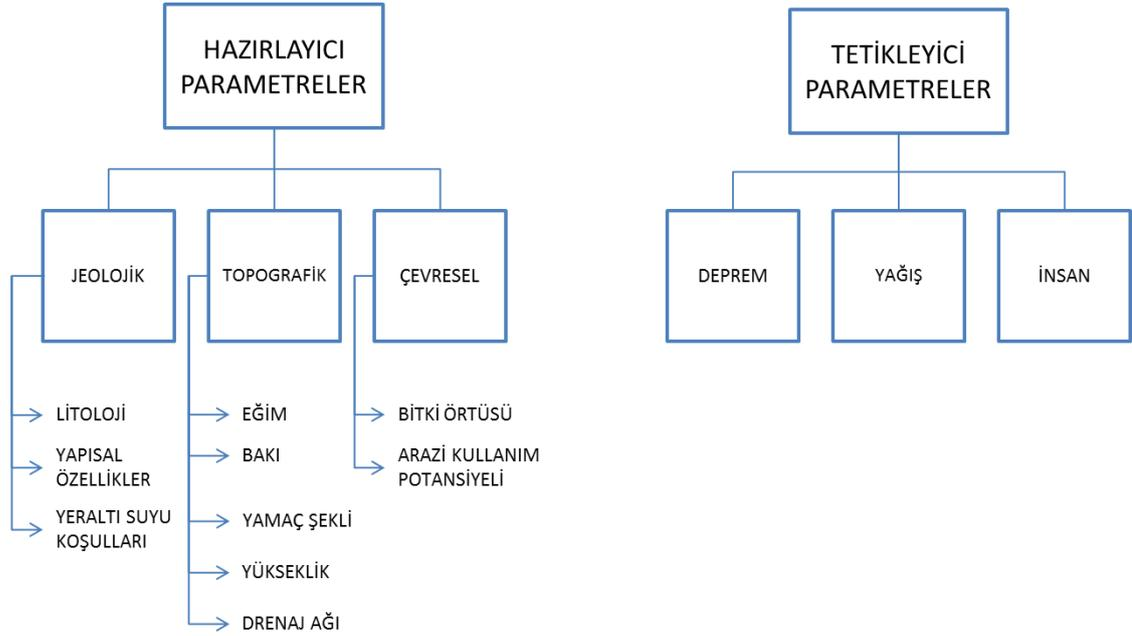 HAZIRLAYICI
PARAMETRELER
JEOLOJİK
TOPOGRAFİK
ÇEVRESEL
LİTOLOJİ
YAPISAL
ÖZELLİKLER
YERALTI SUYU
KOŞULLARI
EĞİM
BAKI
YAMAÇ ŞEKLİ
YÜKSEKLİK
DRENAJ AĞI
BİTKİ ÖRTÜSÜ
ARAZİ KULLANIM
POTANSİYELİ
TETİKLEYİCİ
PARAMETRELER
DEPREM
YAĞIŞ
İNSAN